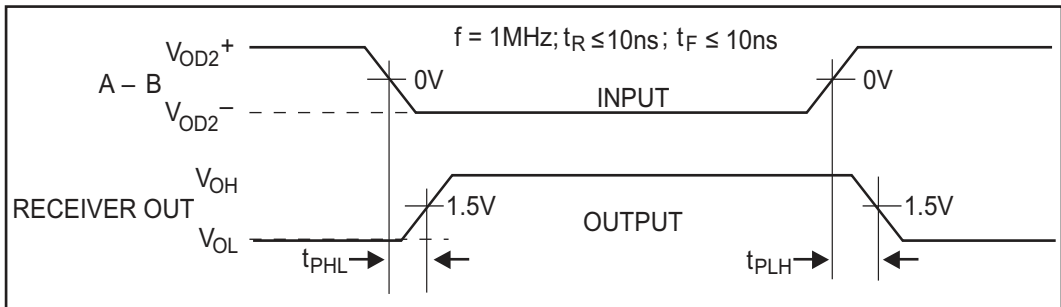 f = 1MHz; tR ≤10ns; tF ≤ 10ns
VOD2+
0V
0V
A – B
INPUT
VOD2–
VOH
1.5V
1.5V
RECEIVER OUT
OUTPUT
VOL
tPHL
tPLH